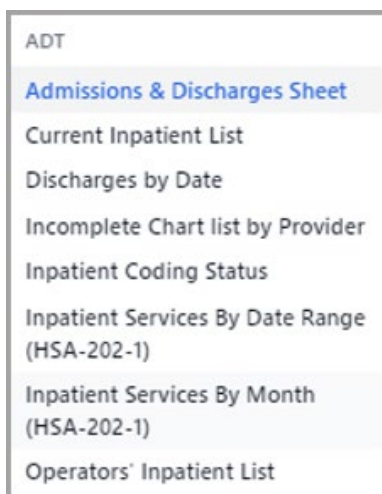 ADT
Admissions & Discharges Sheet
Current Inpatient List
Discharges by Date
Incomplete Chart list by Provider
Inpatient Coding Status
Inpatient Services By Date Range
(HSA-202-1)
Inpatient Services By Month
(HSA-202-1)
Operators' Inpatient List